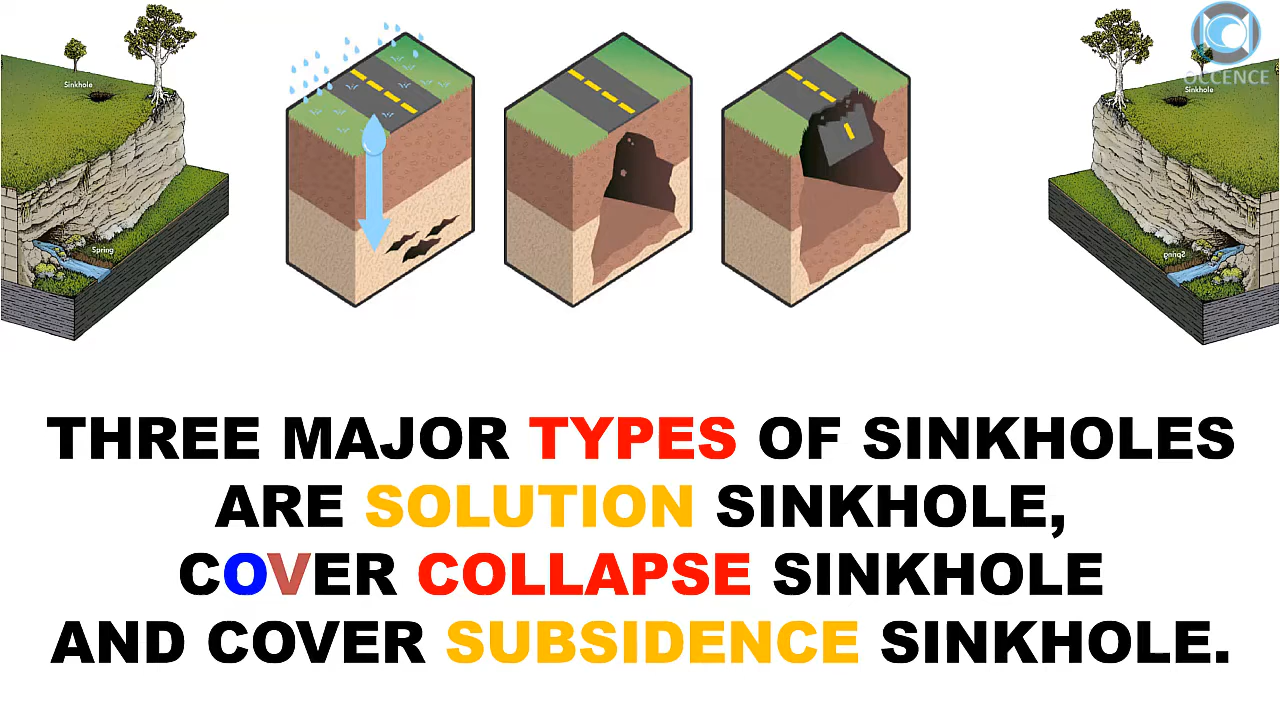 Sinkhole
Spring
OCCENCE
Sinkhole
Spring
THREE MAJOR TYPES OF SINKHOLES
ARE SOLUTION SINKHOLE,
COVER COLLAPSE SINKHOLE
AND COVER SUBSIDENCE SINKHOLE.